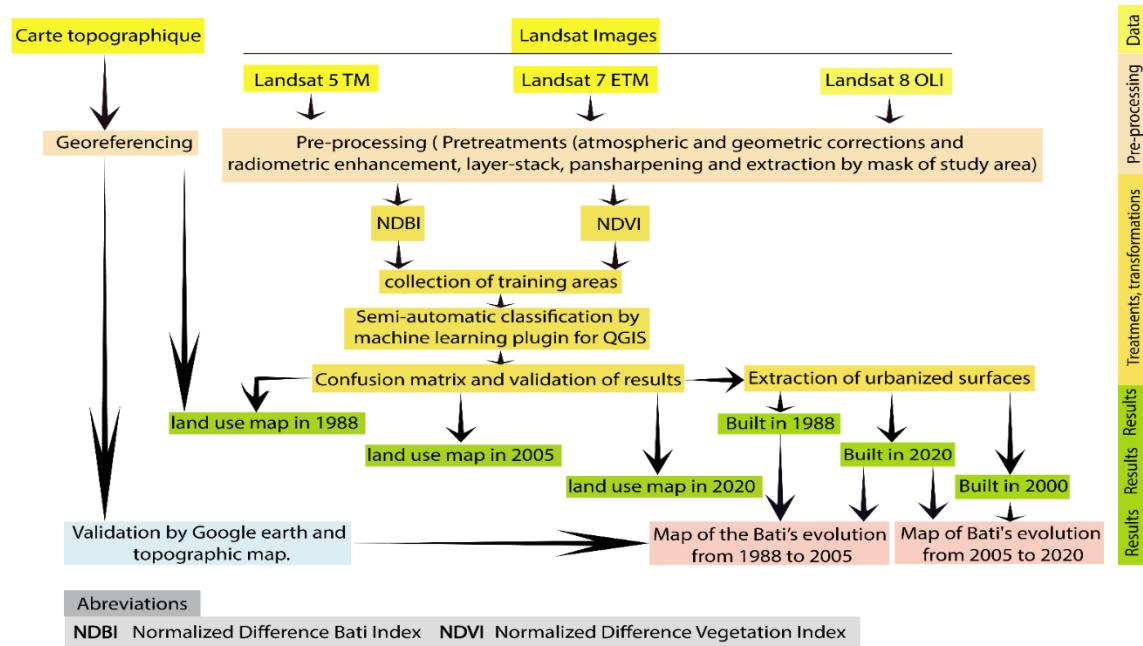 Carte topographique
Landsat Images
Data
Landsat 5 TM
Landsat 7 ETM
Landsat 8 OLI
Georeferencing
Pre-processing ( Pretreatments (atmospheric and geometric corrections and
radiometric enhancement, layer-stack, pansharpening and extraction by mask of study area)
Pre-processing
NDBI
NDVI
collection of training areas
Semi-automatic classification by
machine learning plugin for QGIS
Confusion matrix and validation of results
Extraction of urbanized surfaces
Treatments, transformations
land use map in 1988
Built in 1988
Results
land use map in 2005
Built in 2020
Results
land use map in 2020
Built in 2000
Results
Validation by Google earth and
topographic map.
Map of the Bati’s evolution
from 1988 to 2005
Map of Bati's evolution
from 2005 to 2020
Abreviations
NDBI Normalized Difference Bati Index NDVI Normalized Difference Vegetation Index